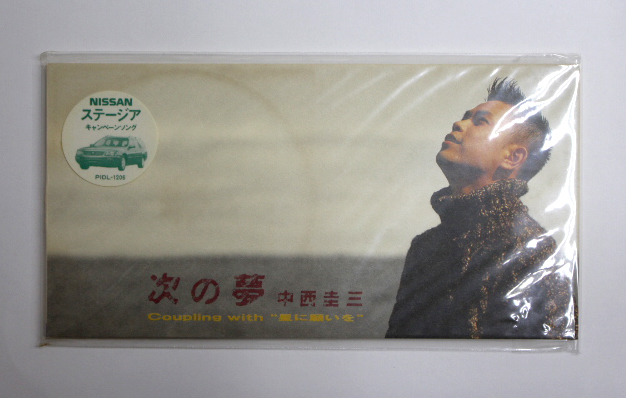 NISSAN
ステージア
キャンペーンソング
PIDL-1209
次の夢 中西圭三
Coupling with "星に願いを"